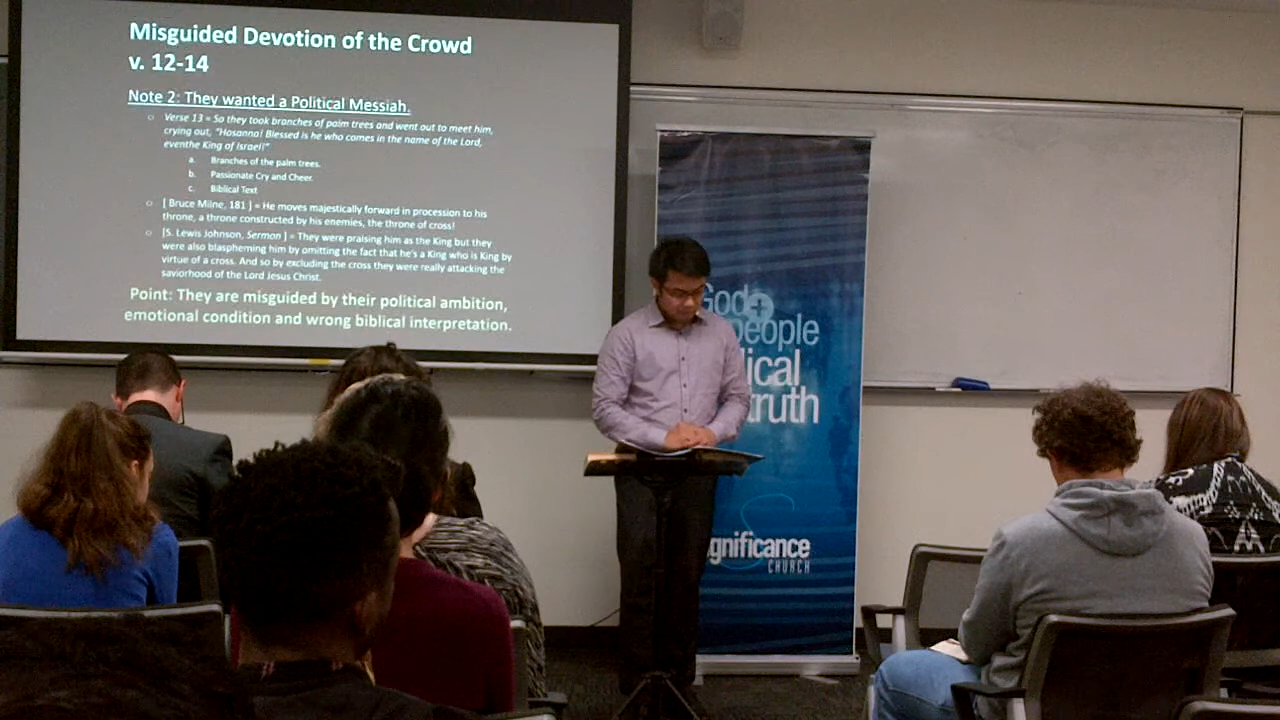 Misguided Devotion of the Crowd
v. 12-14
Note 2: They wanted a Political Messiah.
○ Verse 13 = So they took branches of palm trees and went out to meet him,
crying out, "Hosanna! Blessed is he who comes in the name of the Lord,
eventhe King of Israel!"
a. Branches of the palm trees.
b. Passionate Cry and Cheer.
c. Biblical Text
○ [ Bruce Milne, 181 ] = He moves majestically forward in procession to his
throne, a throne constructed by his enemies, the throne of cross!
○ [S. Lewis Johnson, Sermon ] = They were praising him as the King but they
were also blaspheming him by omitting the fact that he's a King who is King by
virtue of a cross. And so by excluding the cross they were really attacking the
saviorhood of the Lord Jesus Christ.
Point: They are misguided by their political ambition,
emotional condition and wrong biblical interpretation.
God +
people
ical
truth
gnificance
CHURCH